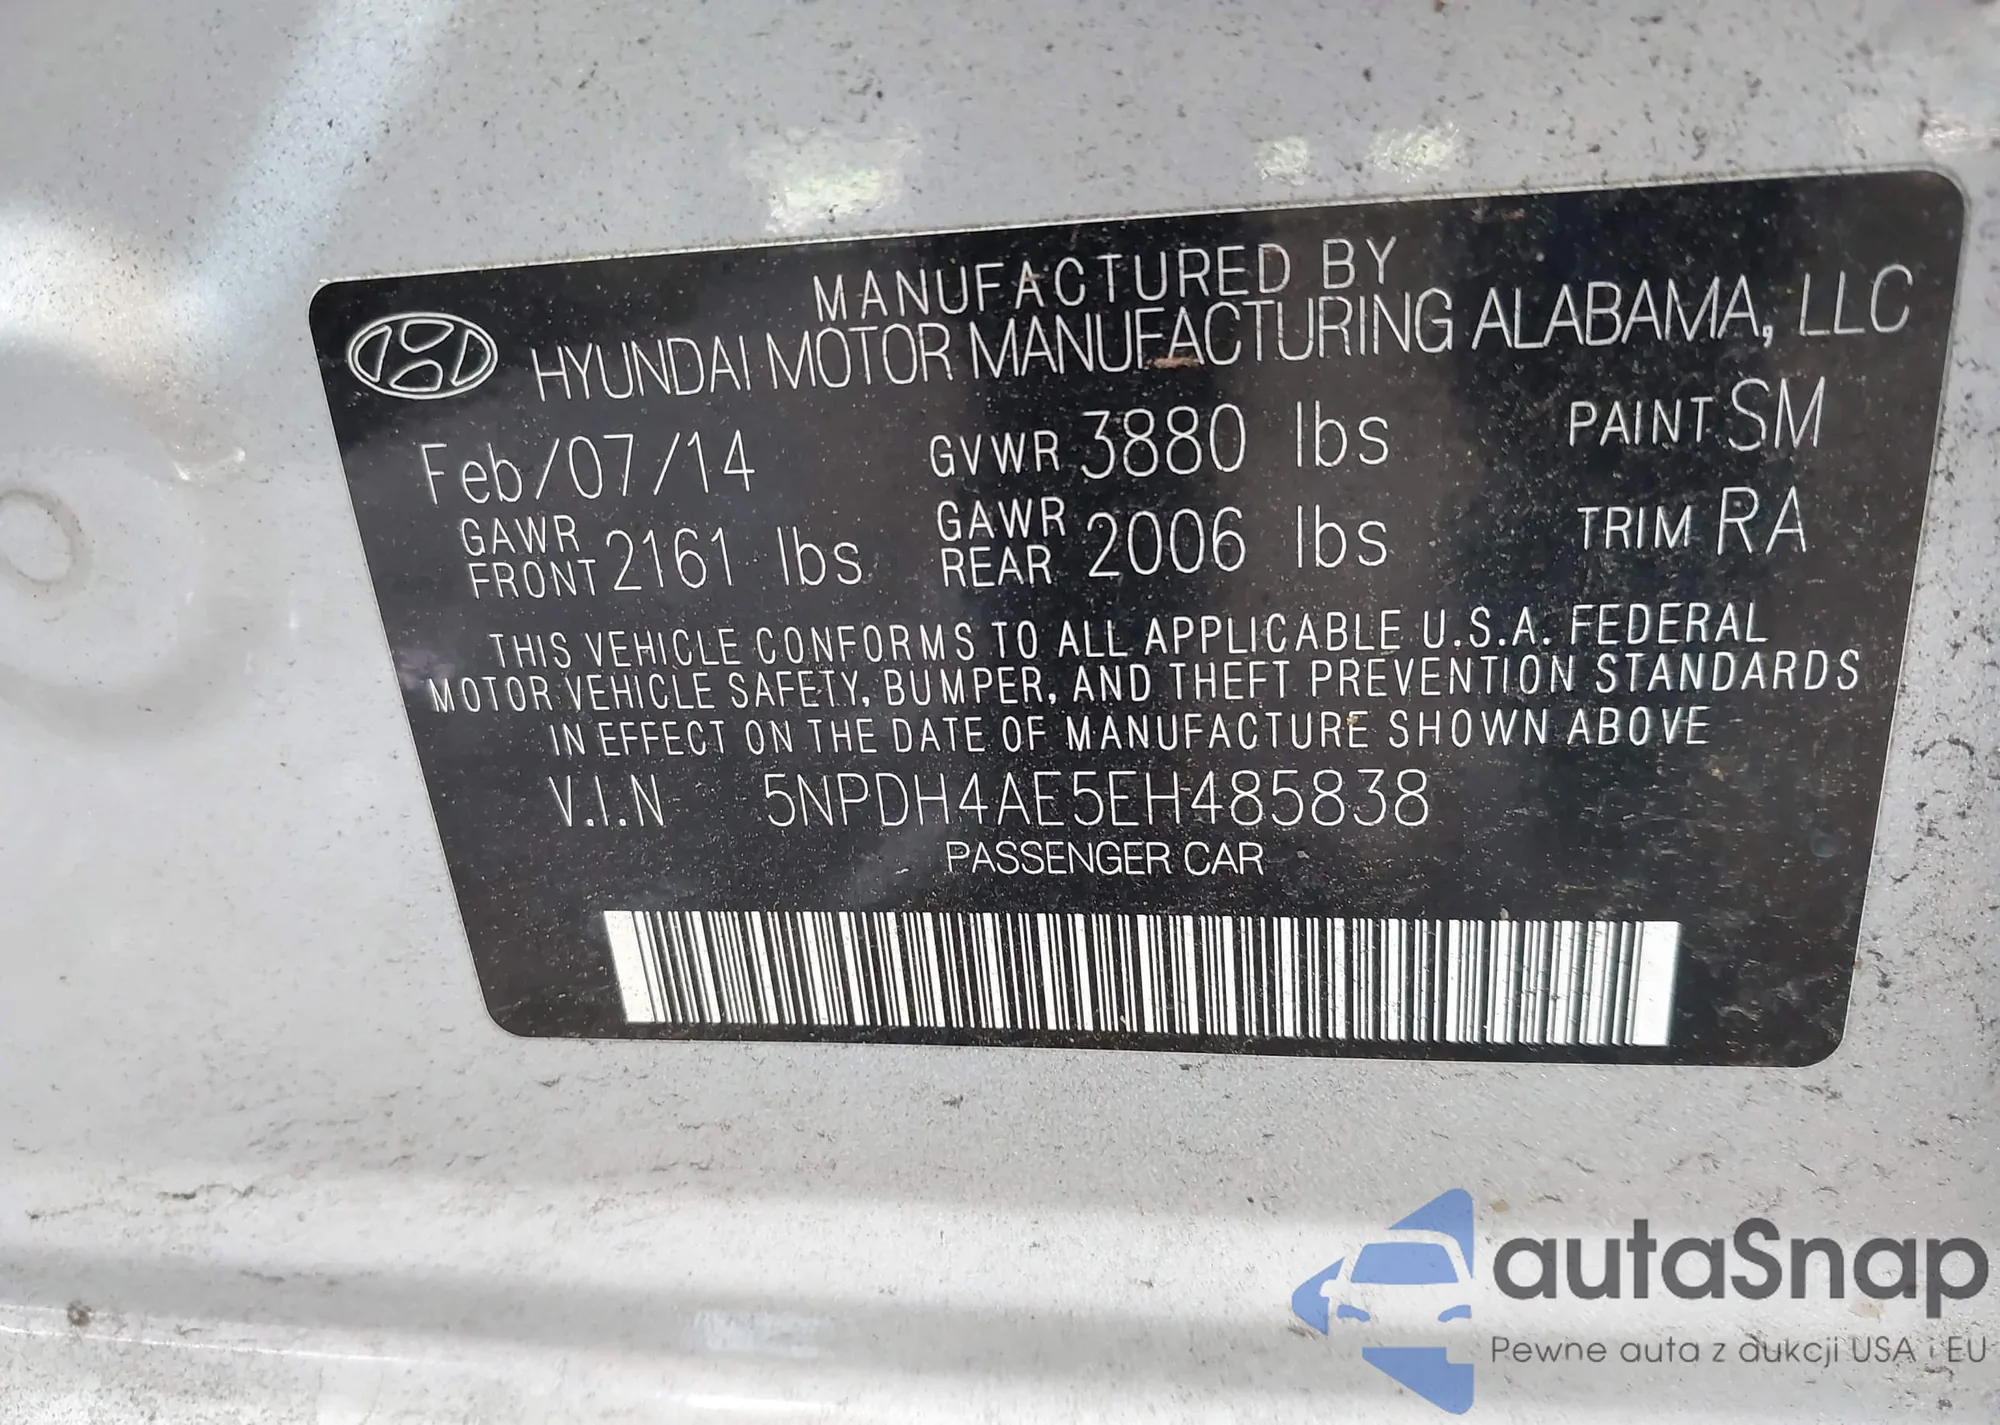 MANUFACTURED BY
HYUNDAI MOTOR MANUFACTURING ALABAMA, LLC
Feb/07/14 GVWR 3880 lbs PAINT SM
GAWR FRONT 2161 lbs GAWR REAR 2006 lbs TRIM RA
THIS VEHICLE CONFORMS TO ALL APPLICABLE U.S.A. FEDERAL
MOTOR VEHICLE SAFETY, BUMPER, AND THEFT PREVENTION STANDARDS
IN EFFECT ON THE DATE OF MANUFACTURE SHOWN ABOVE
V.I.N 5NPDH4AE5EH485838
PASSENGER CAR
autaSnap
Pewne auta z aukcji USA i EU